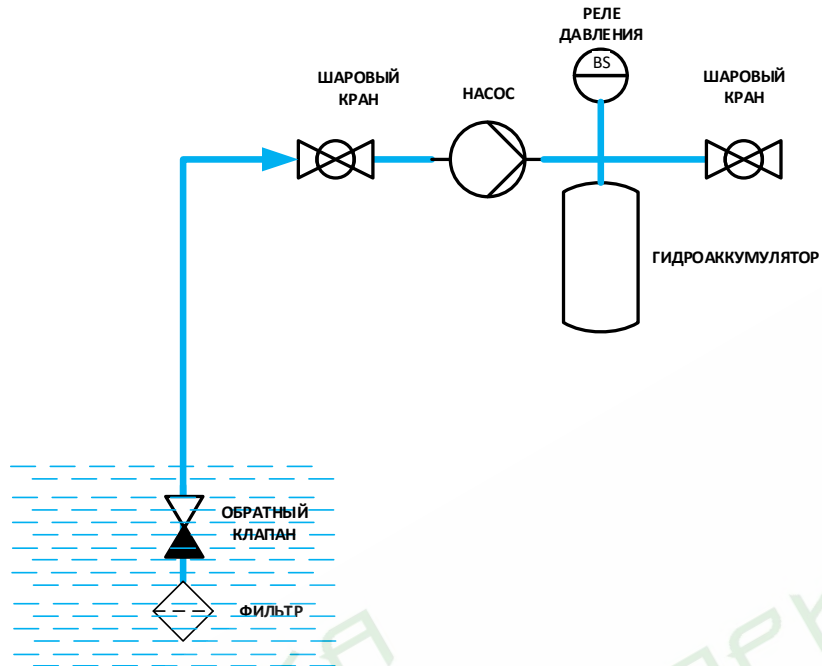 РЕЛЕ
ДАВЛЕНИЯ
BS
ШАРОВЫЙ
КРАН
НАСОС
ШАРОВЫЙ
КРАН
ГИДРОАККУМУЛЯТОР
ОБРАТНЫЙ
КЛАПАН
ФИЛЬТР